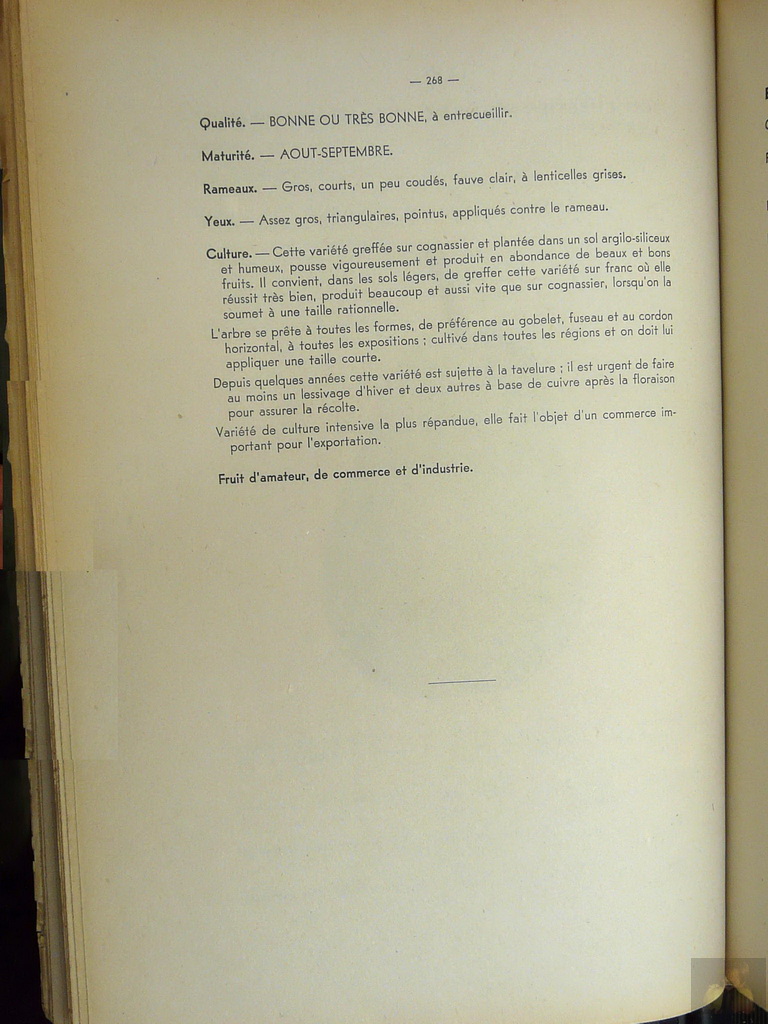 — 268 —
Qualité. — BONNE OU TRÈS BONNE, à entrecueillir.
Maturité. — AOUT-SEPTEMBRE.
Rameaux. — Gros, courts, un peu coudés, fauve clair, à lenticelles grises.
Yeux. — Assez gros, triangulaires, pointus, appliqués contre le rameau.
Culture. — Cette variété greffée sur cognassier et plantée dans un sol argilo-siliceux
et humeux, pousse vigoureusement et produit en abondance de beaux et bons
fruits. Il convient, dans les sols légers, de greffer cette variété sur franc où elle
réussit très bien, produit beaucoup et aussi vite que sur cognassier, lorsqu'on la
soumet à une taille rationnelle.
L'arbre se prête à toutes les formes, de préférence au gobelet, fuseau et au cordon
horizontal, à toutes les expositions ; cultivé dans toutes les régions et on doit lui
appliquer une taille courte.
Depuis quelques années cette variété est sujette à la tavelure ; il est urgent de faire
au moins un lessivage d'hiver et deux autres à base de cuivre après la floraison
pour assurer la récolte.
Variété de culture intensive la plus répandue, elle fait l'objet d'un commerce im-
portant pour l'exportation.
Fruit d'amateur, de commerce et d'industrie.